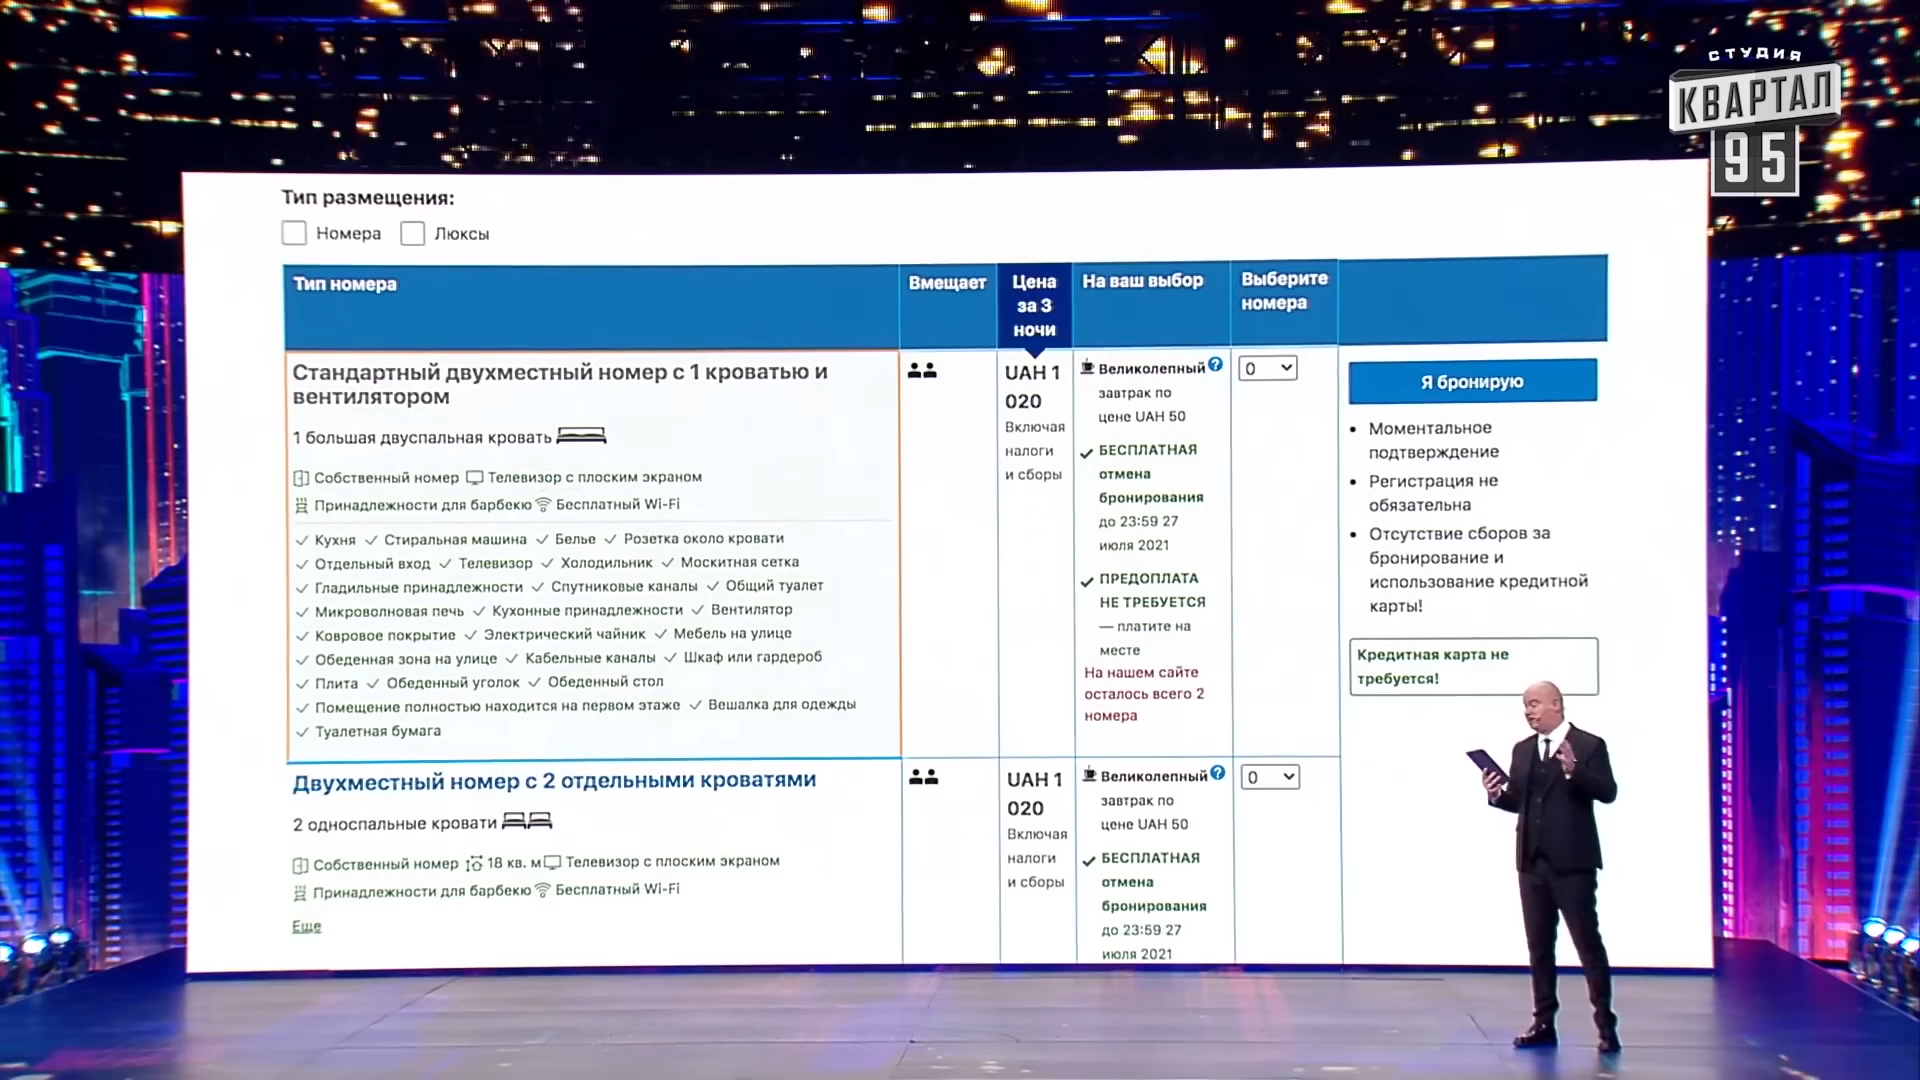 СТУДИЯ
КВАРТАЛ
95
Тип размещения:
Номера Люксы
Тип номера
Вмещает
Цена
за 3
ночи
На ваш выбор
Выберите
номера
Стандартный двухместный номер с 1 кроватью и
вентилятором
1 большая двуспальная кровать
Собственный номер Телевизор с плоским экраном
Принадлежности для барбекю Бесплатный Wi-Fi
✓ Кухня ✓ Стиральная машина ✓ Белье ✓ Розетка около кровати
✓ Отдельный вход ✓ Телевизор ✓ Холодильник ✓ Москитная сетка
✓ Гладильные принадлежности ✓ Спутниковые каналы ✓ Общий туалет
✓ Микроволновая печь ✓ Кухонные принадлежности ✓ Вентилятор
✓ Ковровое покрытие ✓ Электрический чайник ✓ Мебель на улице
✓ Обеденная зона на улице ✓ Кабельные каналы ✓ Шкаф или гардероб
✓ Плита ✓ Обеденный уголок ✓ Обеденный стол
✓ Помещение полностью находится на первом этаже ✓ Вешалка для одежды
✓ Туалетная бумага
UAH 1
020
Включая
налоги
и сборы
Великолепный ?
завтрак по
цене UAH 50
✓ БЕСПЛАТНАЯ
отмена
бронирования
до 23:59 27
июля 2021
✓ ПРЕДОПЛАТА
НЕ ТРЕБУЕТСЯ
— платите на
месте
На нашем сайте
осталось всего 2
номера
0
Я бронирую
• Моментальное
подтверждение
• Регистрация не
обязательна
• Отсутствие сборов за
бронирование и
использование кредитной
карты!
Кредитная карта не
требуется!
Двухместный номер с 2 отдельными кроватями
2 односпальные кровати
Собственный номер 18 кв. м Телевизор с плоским экраном
Принадлежности для барбекю Бесплатный Wi-Fi
Еще
UAH 1
020
Включая
налоги
и сборы
Великолепный ?
завтрак по
цене UAH 50
✓ БЕСПЛАТНАЯ
отмена
бронирования
до 23:59 27
июля 2021
0